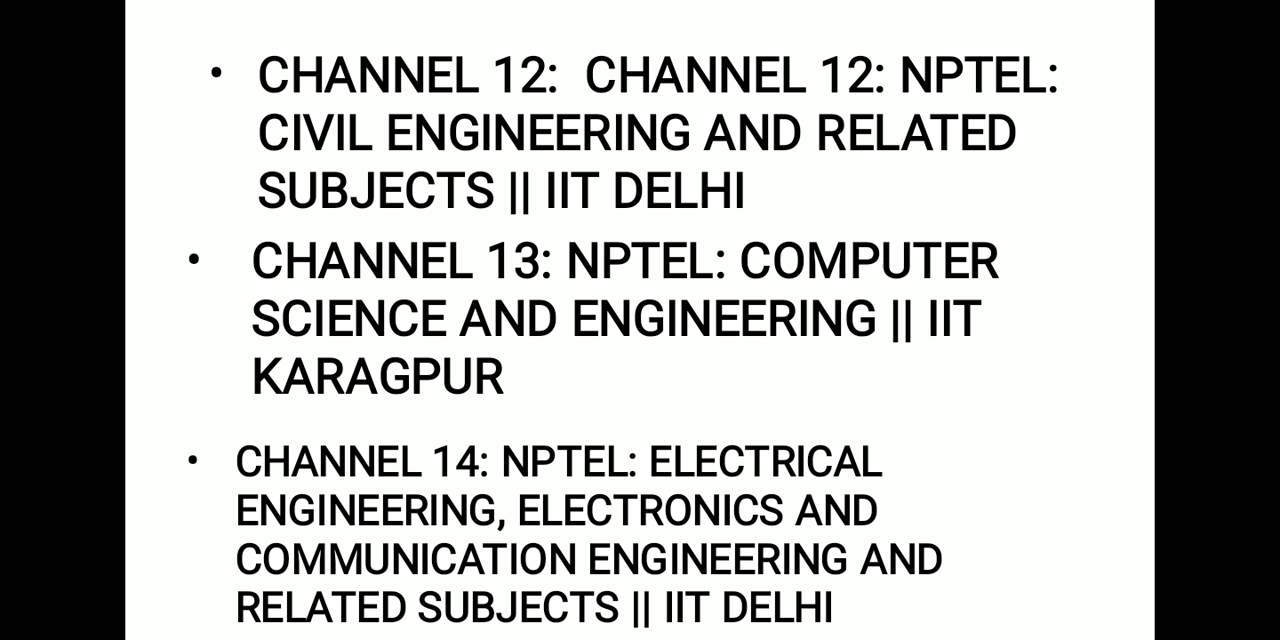 • CHANNEL 12:  CHANNEL 12: NPTEL:
CIVIL ENGINEERING AND RELATED
SUBJECTS || IIT DELHI
• CHANNEL 13: NPTEL: COMPUTER
SCIENCE AND ENGINEERING || IIT
KARAGPUR
• CHANNEL 14: NPTEL: ELECTRICAL
ENGINEERING, ELECTRONICS AND
COMMUNICATION ENGINEERING AND
RELATED SUBJECTS || IIT DELHI